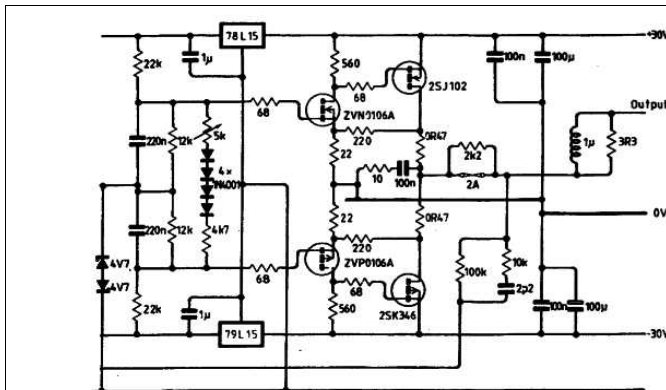 78L15
+30V
1µ
22k
560
100n
100µ
68
2SJ102
Output
ZVN0106A
68
5k
220
0R47
2k2
1µ
3R3
220n
12k
4×
1N4001
22
10
100n
2A
0V
22
0R47
220n
12k
4k7
220
ZVP0106A
4V7
68
100k
10k
4V7
68
2p2
22k
1µ
560
2SK346
100n
100µ
79L15
-30V